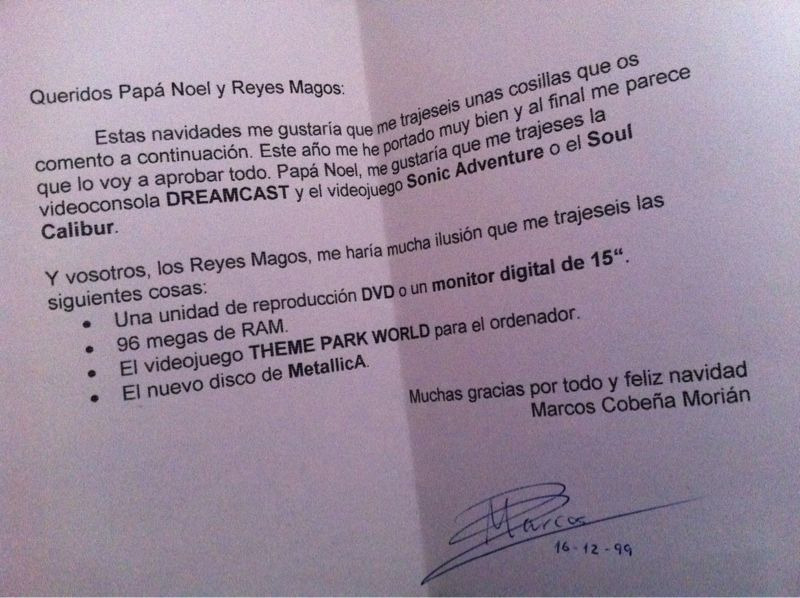 Queridos Papá Noel y Reyes Magos:
Estas navidades me gustaría que me trajeseis unas cosillas que os
comento a continuación. Este año me he portado muy bien y al final me parece
que lo voy a aprobar todo. Papá Noel, me gustaría que me trajeses la
videoconsola DREAMCAST y el videojuego Sonic Adventure o el Soul
Calibur.
Y vosotros, los Reyes Magos, me haría mucha ilusión que me trajeseis las
siguientes cosas:
• Una unidad de reproducción DVD o un monitor digital de 15“.
• 96 megas de RAM.
• El videojuego THEME PARK WORLD para el ordenador.
• El nuevo disco de MetallicA.
Muchas gracias por todo y feliz navidad
Marcos Cobeña Morián
Marcos
16-12-99